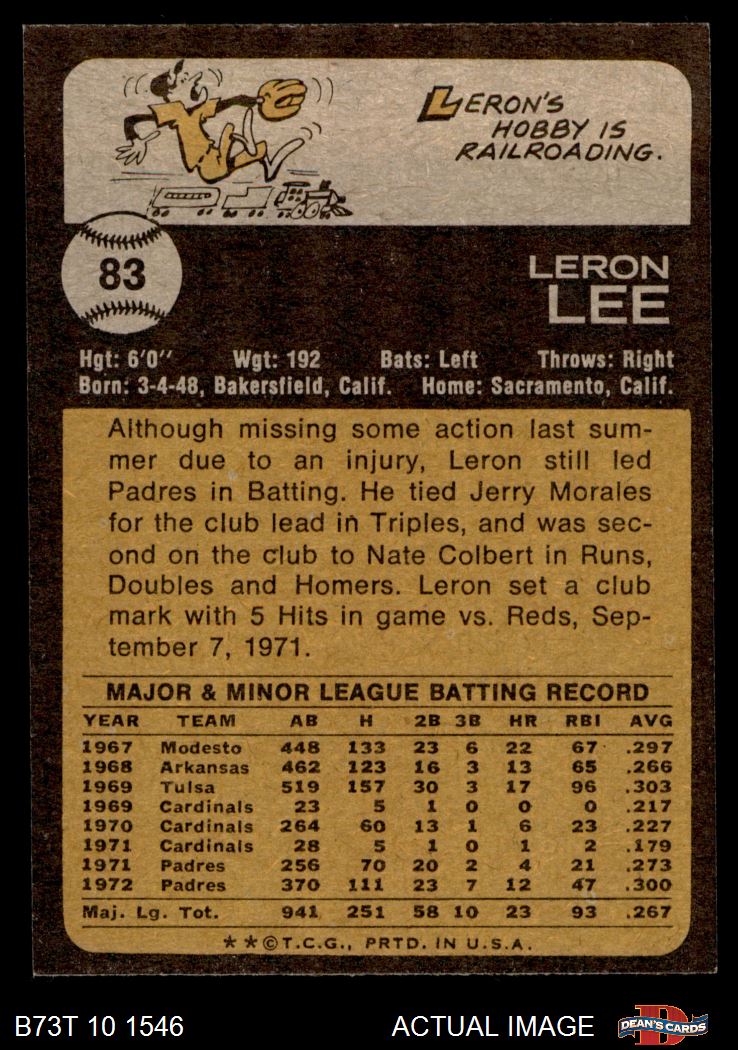 LERON'S
HOBBY IS
RAILROADING.
83
LERON
LEE
Hgt: 6'0" Wgt: 192 Bats: Left Throws: Right
Born: 3-4-48, Bakersfield, Calif. Home: Sacramento, Calif.
Although missing some action last sum-
mer due to an injury, Leron still led
Padres in Batting. He tied Jerry Morales
for the club lead in Triples, and was sec-
ond on the club to Nate Colbert in Runs,
Doubles and Homers. Leron set a club
mark with 5 Hits in game vs. Reds, Sep-
tember 7, 1971.
MAJOR & MINOR LEAGUE BATTING RECORD
YEAR TEAM AB H 2B 3B HR RBI AVG
1967 Modesto 448 133 23 6 22 67 .297
1968 Arkansas 462 123 16 3 13 65 .266
1969 Tulsa 519 157 30 3 17 96 .303
1969 Cardinals 23 5 1 0 0 0 .217
1970 Cardinals 264 60 13 1 6 23 .227
1971 Cardinals 28 5 1 0 1 2 .179
1971 Padres 256 70 20 2 4 21 .273
1972 Padres 370 111 23 7 12 47 .300
Maj. Lg. Tot. 941 251 58 10 23 93 .267
★ ★ © T.C.G., PRTD. IN U.S.A.
B73T 10 1546 ACTUAL IMAGE D DEAN'S CARDS